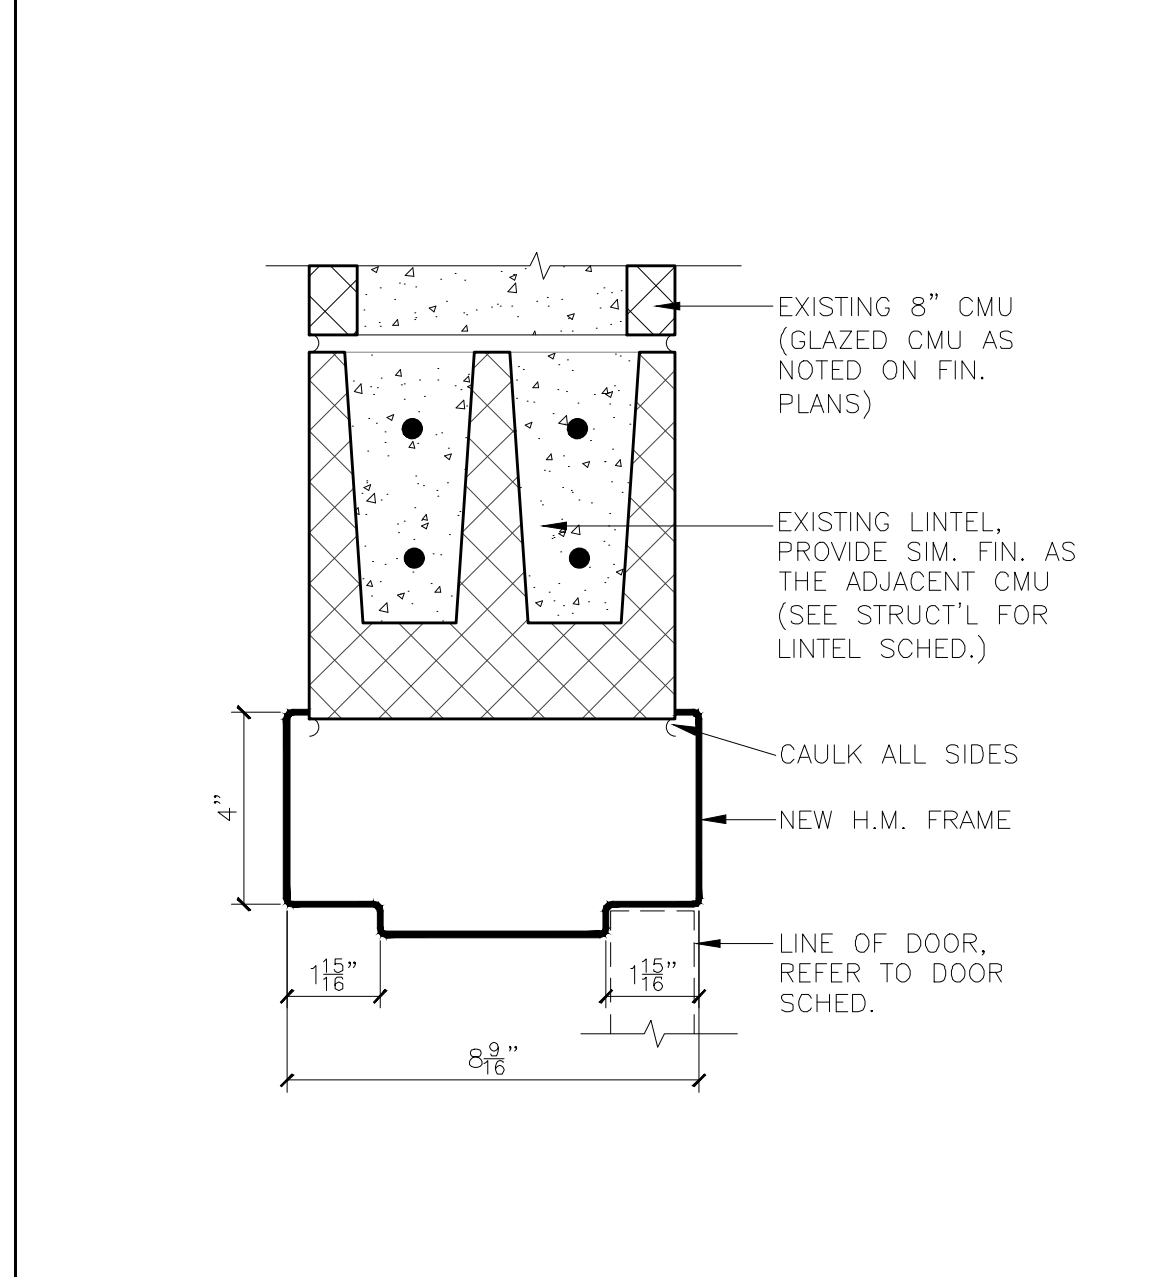 EXISTING 8" CMU
(GLAZED CMU AS
NOTED ON FIN.
PLANS)
EXISTING LINTEL,
PROVIDE SIM. FIN. AS
THE ADJACENT CMU
(SEE STRUCT'L FOR
LINTEL SCHED.)
CAULK ALL SIDES
4"
NEW H.M. FRAME
LINE OF DOOR,
REFER TO DOOR
SCHED.
1 15/16"
1 15/16"
8 9/16"